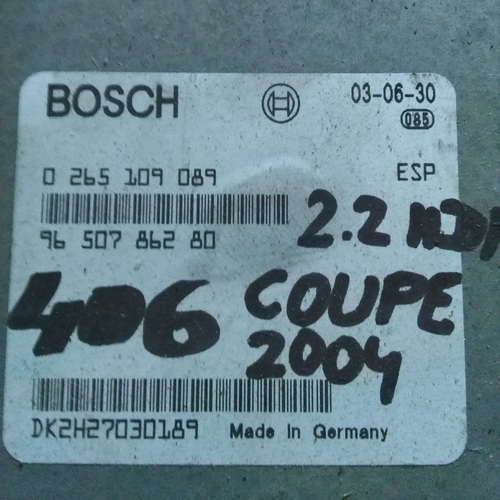 BOSCH 03-06-30
085
0 265 109 089 ESP
2.2 HDI
96 507 862 80
406 COUPE
2004
DK2H27030189 Made in Germany